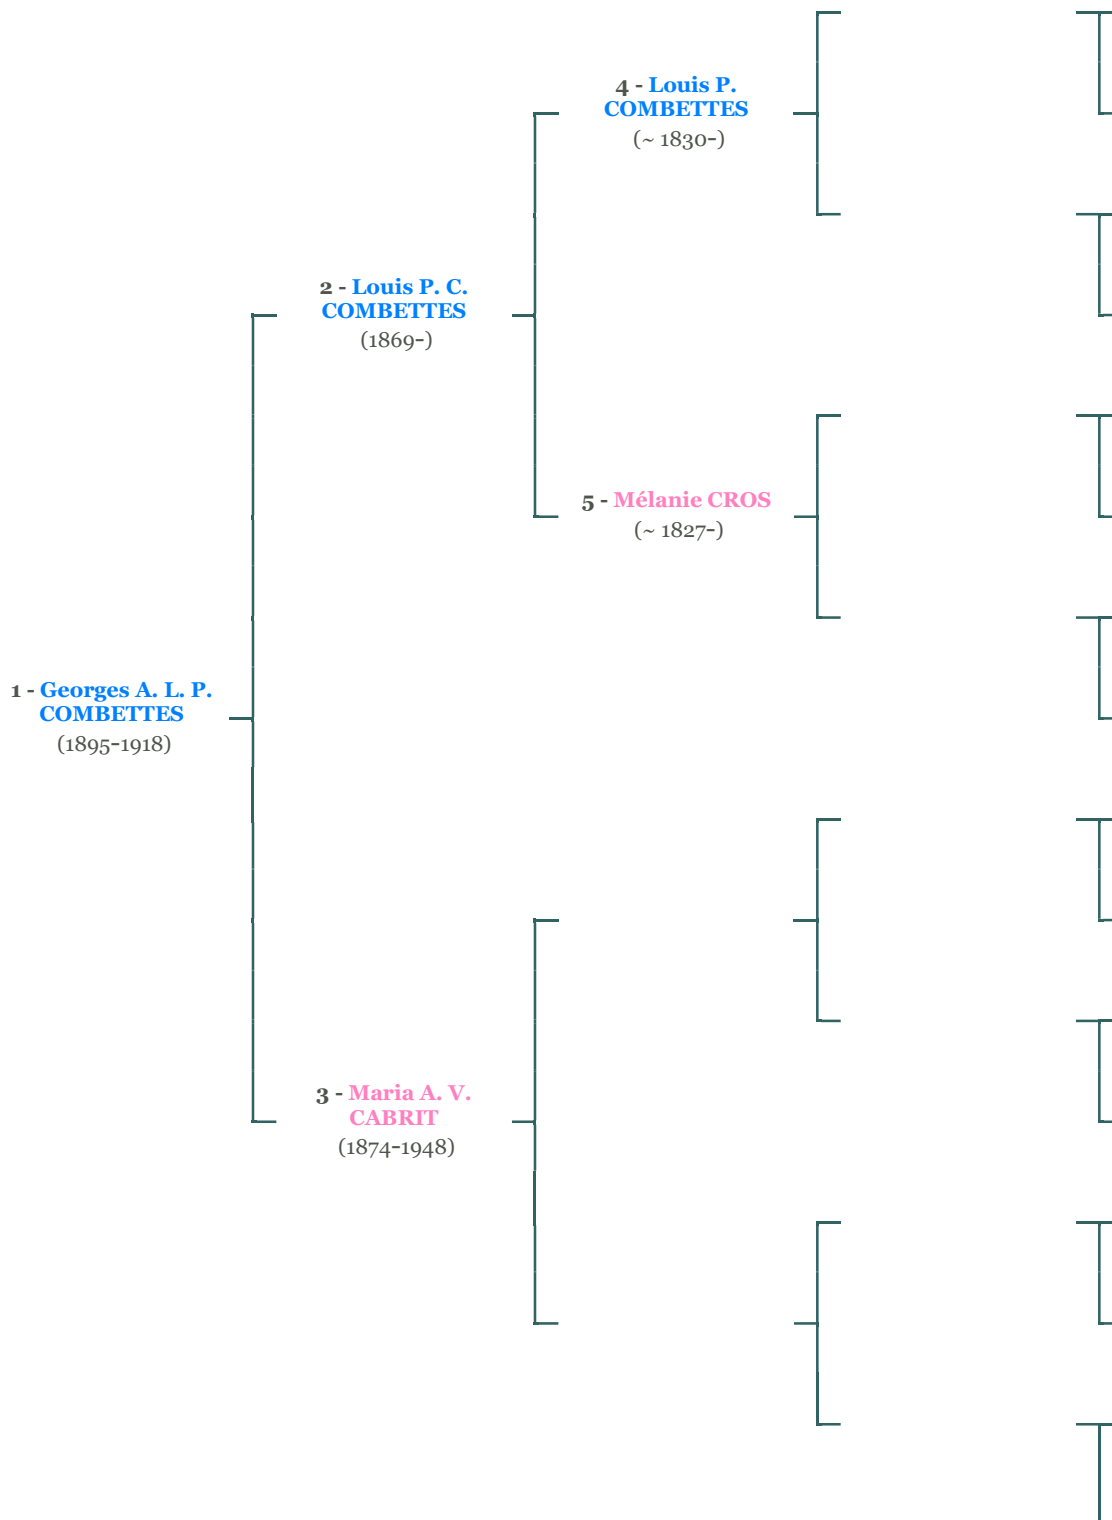 4 - Louis P.
COMBETTES
(~ 1830-)
2 - Louis P. C.
COMBETTES
(1869-)
5 - Mélanie CROS
(~ 1827-)
1 - Georges A. L. P.
COMBETTES
(1895-1918)
3 - Maria A. V.
CABRIT
(1874-1948)